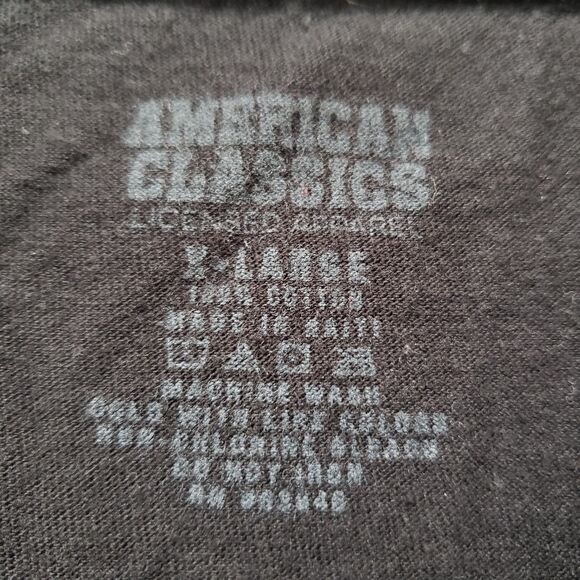 AMERICAN
CLASSICS
LICENSED APPAREL
X-LARGE
100% COTTON
MADE IN HAITI
MACHINE WASH
COLD WITH LIKE COLORS
NON-CHLORINE BLEACH
DO NOT IRON
RN